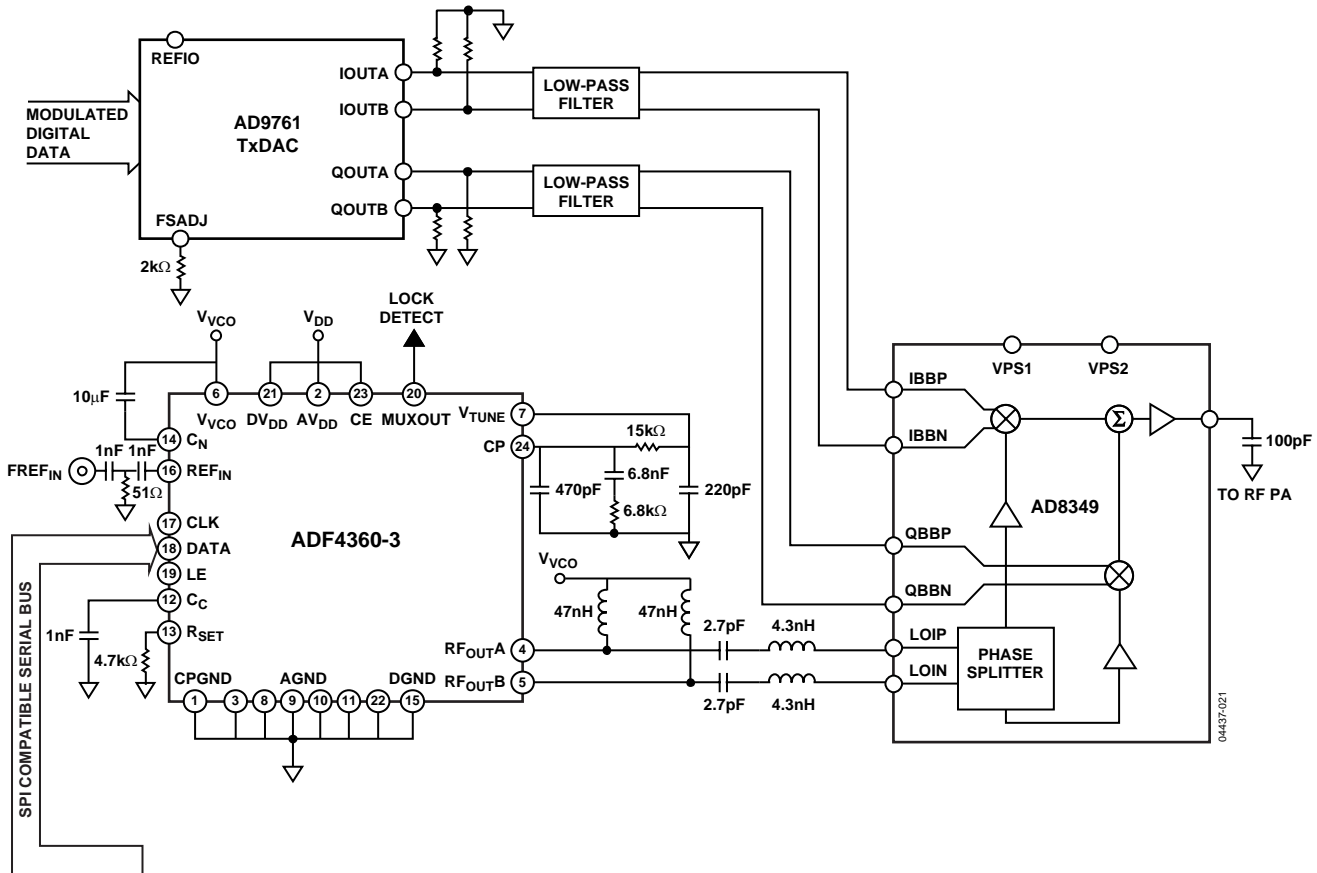 REFIO
IOUTA
IOUTB
QOUTA
QOUTB
AD9761
TxDAC
MODULATED
DIGITAL
DATA
FSADJ
2kΩ
LOW-PASS
FILTER
LOW-PASS
FILTER
LOCK
DETECT
VVCO
VDD
10µF
6
21
2
23
20
VVCO
DVDD
AVDD
CE
MUXOUT
VTUNE
7
CP
24
14
CN
1nF
1nF
FREFIN
16
REFIN
51Ω
17
CLK
18
DATA
19
LE
12
CC
13
RSET
1nF
4.7kΩ
ADF4360-3
15kΩ
6.8nF
470pF
220pF
6.8kΩ
VVCO
47nH
47nH
2.7pF
4.3nH
RFOUTA
4
RFOUTB
5
2.7pF
4.3nH
CPGND
AGND
DGND
1
3
8
9
10
11
22
15
SPI COMPATIBLE SERIAL BUS
VPS1
VPS2
IBBP
IBBN
Σ
100pF
TO RF PA
AD8349
QBBP
QBBN
LOIP
LOIN
PHASE
SPLITTER
04437-021